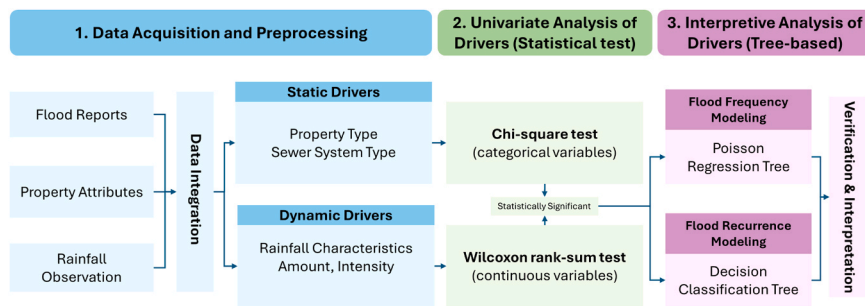 1. Data Acquisition and Preprocessing
2. Univariate Analysis of
Drivers (Statistical test)
3. Interpretive Analysis of
Drivers (Tree-based)
Flood Reports
Property Attributes
Rainfall
Observation
Data Integration
Static Drivers
Property Type
Sewer System Type
Dynamic Drivers
Rainfall Characteristics
Amount, Intensity
Chi-square test
(categorical variables)
Statistically Significant
Wilcoxon rank-sum test
(continuous variables)
Flood Frequency
Modeling
Poisson
Regression Tree
Flood Recurrence
Modeling
Decision
Classification Tree
Verification & Interpretation